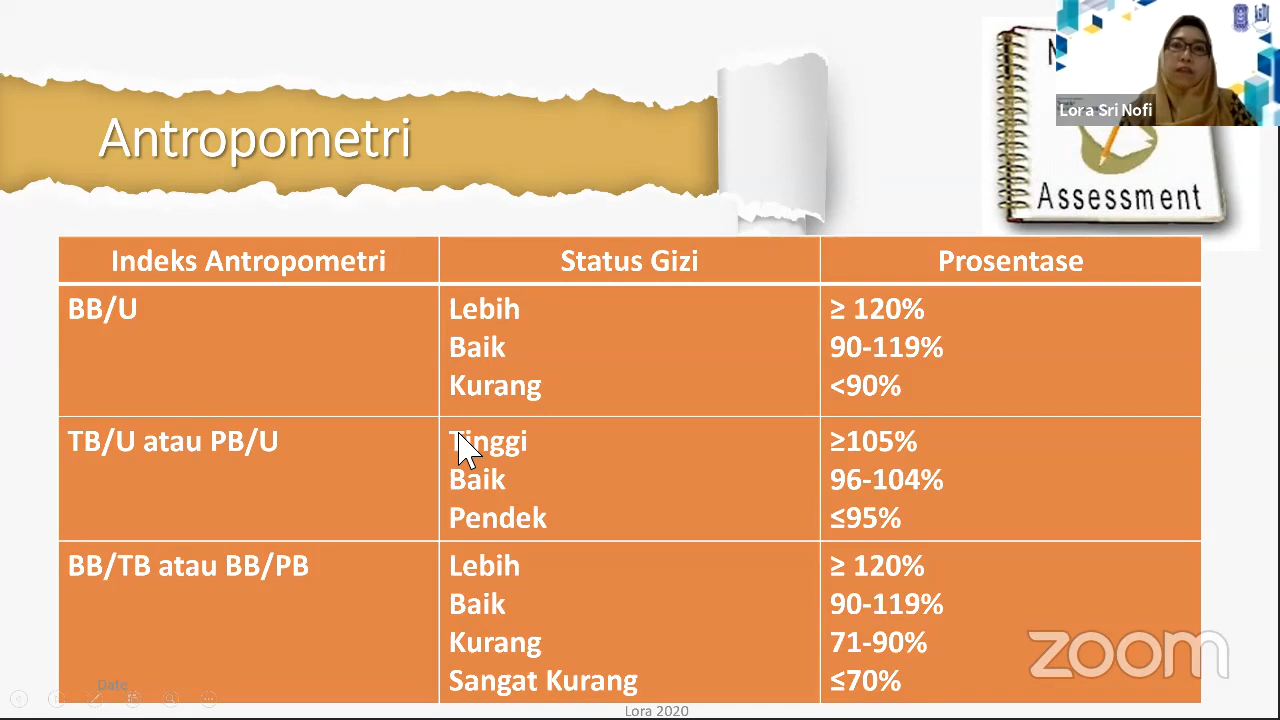 Antropometri
Lora Sri Nofi
Assessment
Indeks Antropometri Status Gizi Prosentase
BB/U Lebih ≥ 120%
Baik 90-119%
Kurang <90%
TB/U atau PB/U Tinggi ≥105%
Baik 96-104%
Pendek ≤95%
BB/TB atau BB/PB Lebih ≥ 120%
Baik 90-119%
Kurang 71-90%
Sangat Kurang ≤70%
zoom
Date
Lora 2020